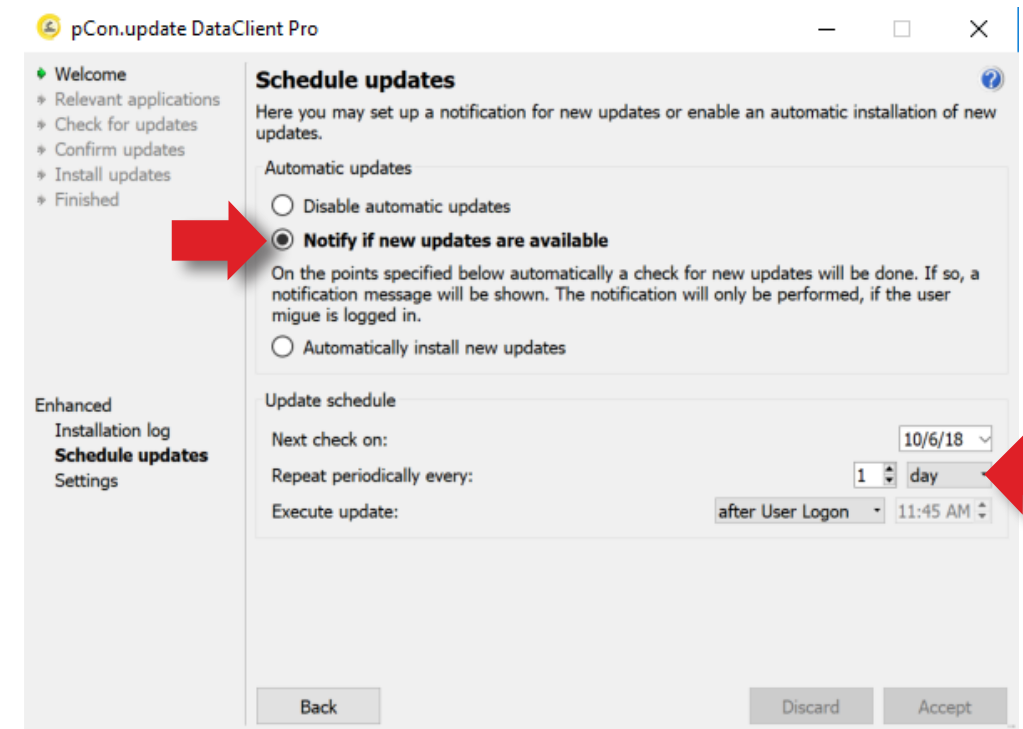 pCon.update DataClient Pro
Welcome
Relevant applications
Check for updates
Confirm updates
Install updates
Finished
Enhanced
Installation log
Schedule updates
Settings
Schedule updates
Here you may set up a notification for new updates or enable an automatic installation of new
updates.
Automatic updates
Disable automatic updates
Notify if new updates are available
On the points specified below automatically a check for new updates will be done. If so, a
notification message will be shown. The notification will only be performed, if the user
migue is logged in.
Automatically install new updates
Update schedule
Next check on: 10/6/18
Repeat periodically every: 1 day
Execute update: after User Logon 11:45 AM
Back Discard Accept